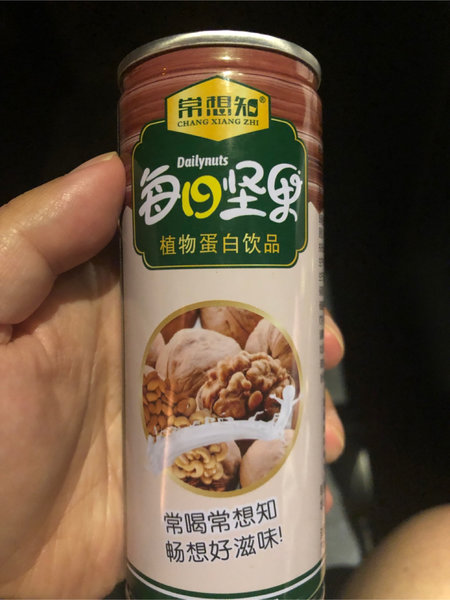 常想知®
CHANG XIANG ZHI
Dailynuts
每日坚果
植物蛋白饮品
常喝常想知
畅想好滋味!